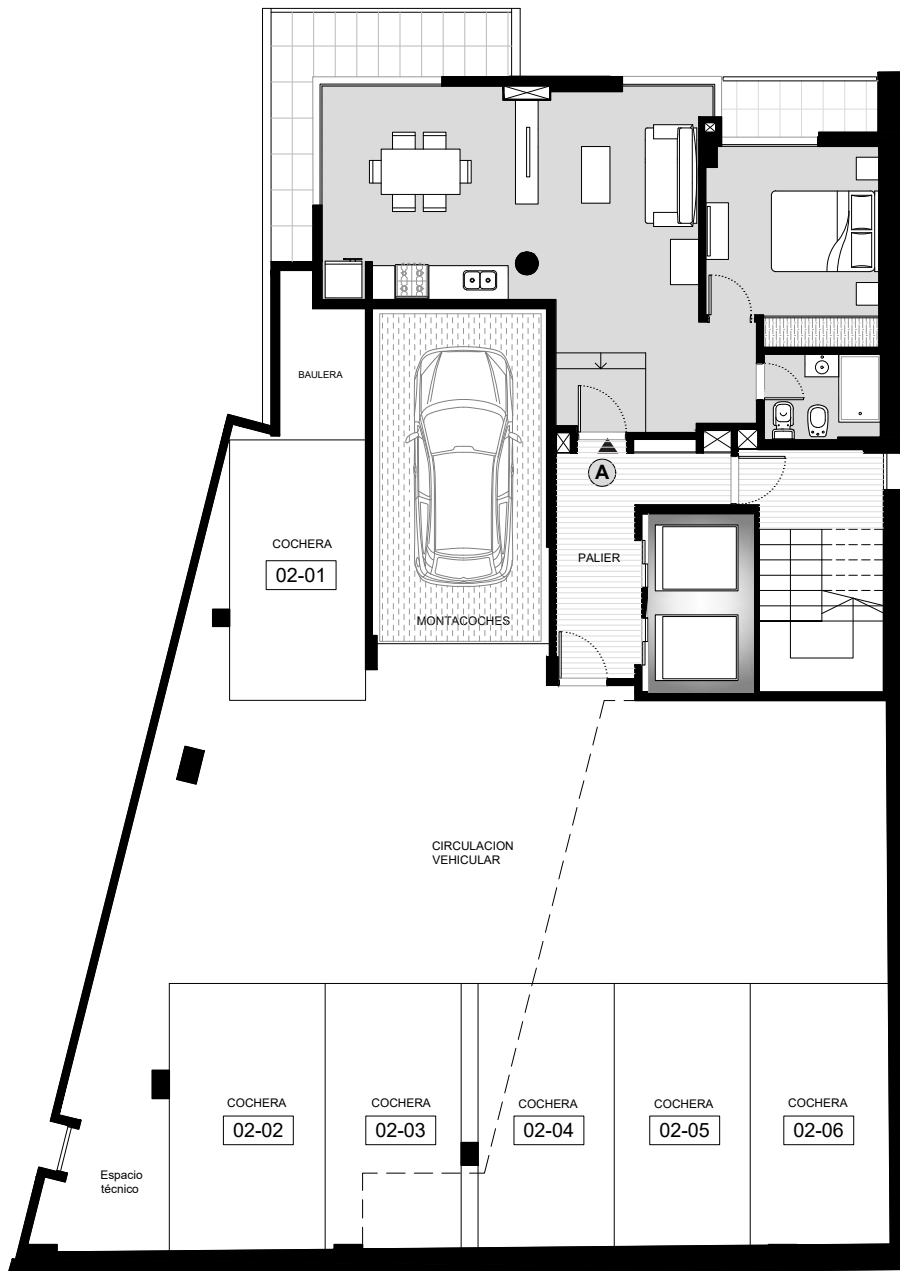 BAULERA
A
COCHERA
02-01
PALIER
MONTACOCHES
CIRCULACION
VEHICULAR
COCHERA
02-02
COCHERA
02-03
COCHERA
02-04
COCHERA
02-05
COCHERA
02-06
Espacio
técnico